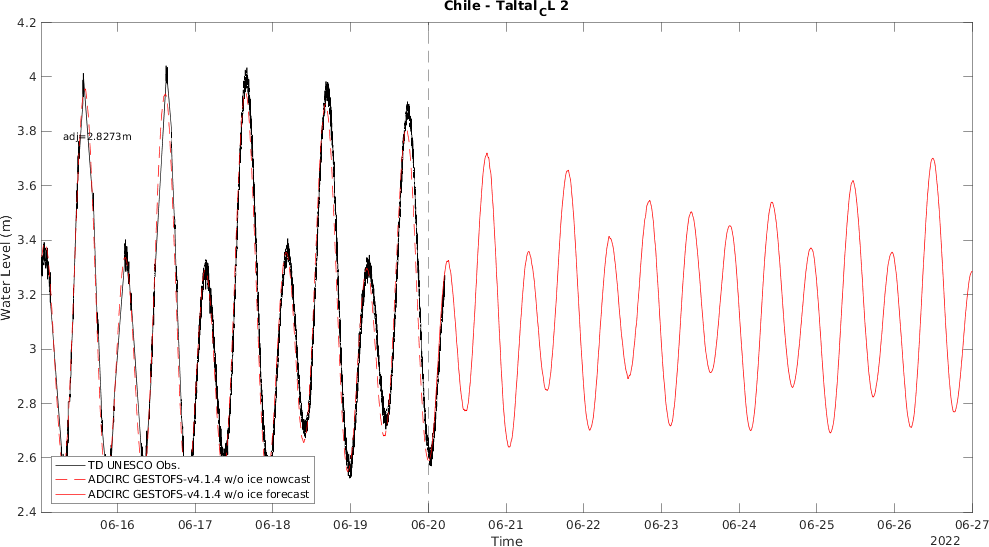 Chile - Taltal_CL 2
Water Level (m)
4.2
4
3.8
3.6
3.4
3.2
3
2.8
2.6
2.4
adj=2.8273m
TD UNESCO Obs.
ADCIRC GESTOFS-v4.1.4 w/o ice nowcast
ADCIRC GESTOFS-v4.1.4 w/o ice forecast
06-16 06-17 06-18 06-19 06-20 06-21 06-22 06-23 06-24 06-25 06-26 06-27
Time
2022